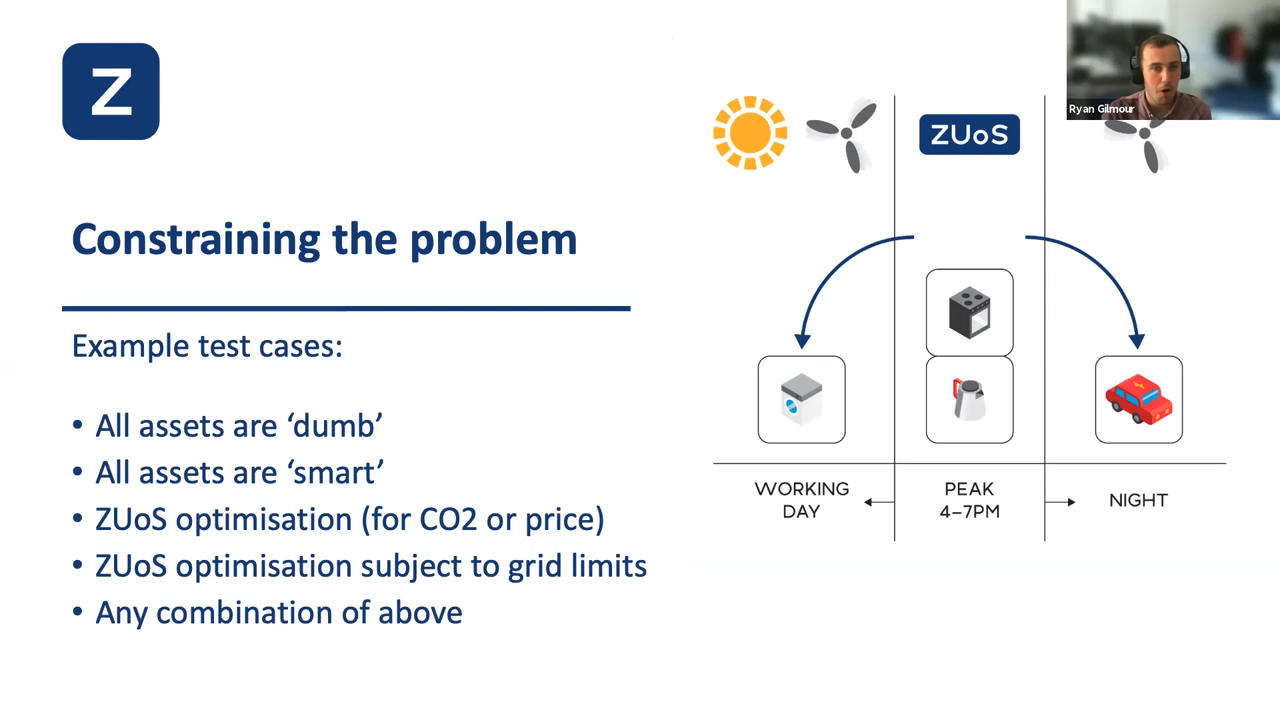 Z
Ryan Gilmour
ZUoS
Constraining the problem
Example test cases:
• All assets are ‘dumb’
• All assets are ‘smart’
• ZUoS optimisation (for CO2 or price)
• ZUoS optimisation subject to grid limits
• Any combination of above
WORKING
DAY
PEAK
4–7PM
NIGHT